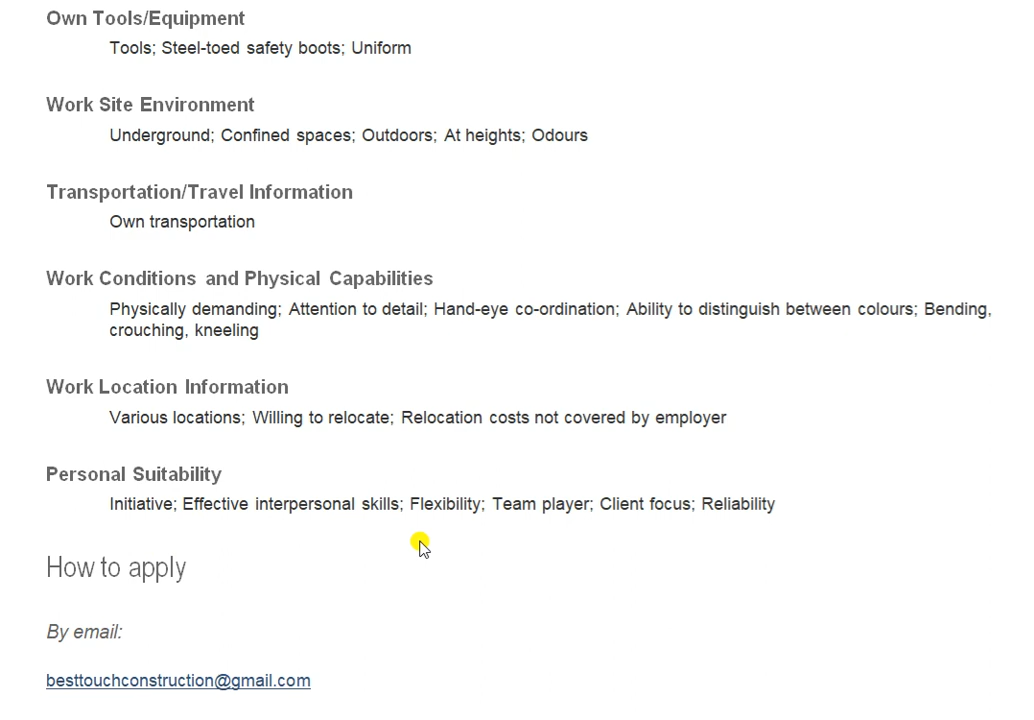 Own Tools/Equipment
Tools; Steel-toed safety boots; Uniform
Work Site Environment
Underground; Confined spaces; Outdoors; At heights; Odours
Transportation/Travel Information
Own transportation
Work Conditions and Physical Capabilities
Physically demanding; Attention to detail; Hand-eye co-ordination; Ability to distinguish between colours; Bending,
crouching, kneeling
Work Location Information
Various locations; Willing to relocate; Relocation costs not covered by employer
Personal Suitability
Initiative; Effective interpersonal skills; Flexibility; Team player; Client focus; Reliability
How to apply
By email:
besttouchconstruction@gmail.com